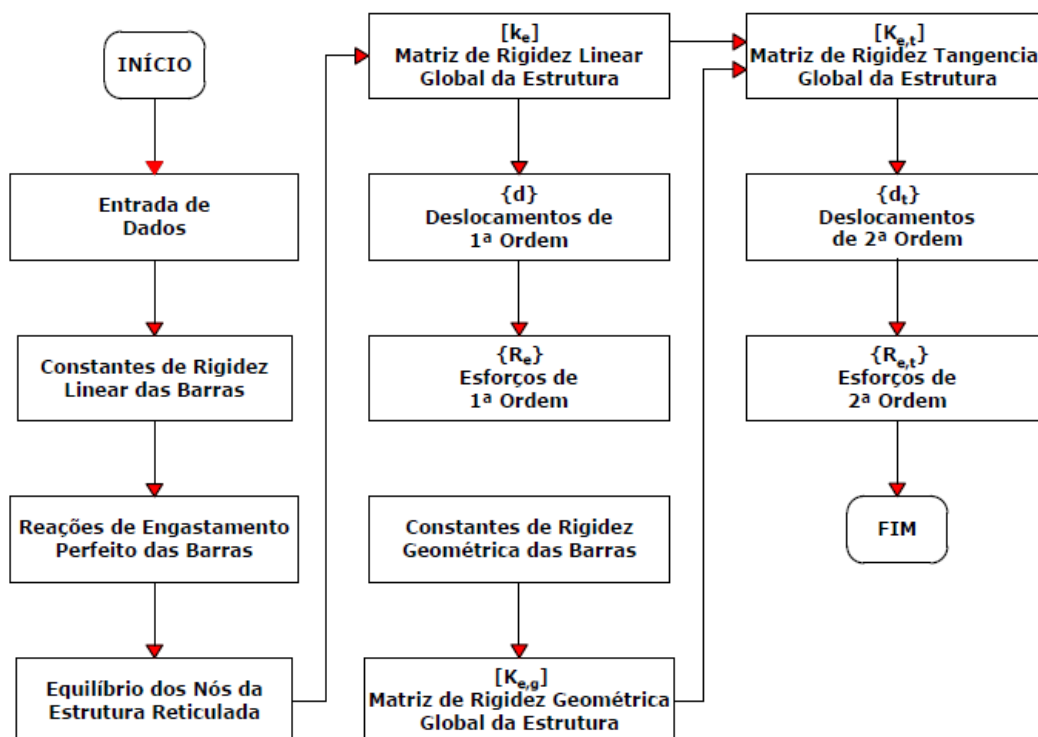 INÍCIO
Entrada de
Dados
Constantes de Rigidez
Linear das Barras
Reações de Engastamento
Perfeito das Barras
Equilíbrio dos Nós da
Estrutura Reticulada
[ke]
Matriz de Rigidez Linear
Global da Estrutura
{d}
Deslocamentos de
1ª Ordem
{Re}
Esforços de
1ª Ordem
Constantes de Rigidez
Geométrica das Barras
[Ke,g]
Matriz de Rigidez Geométrica
Global da Estrutura
[Ke,t]
Matriz de Rigidez Tangencia
Global da Estrutura
{dt}
Deslocamentos
de 2ª Ordem
{Re,t}
Esforços de
2ª Ordem
FIM